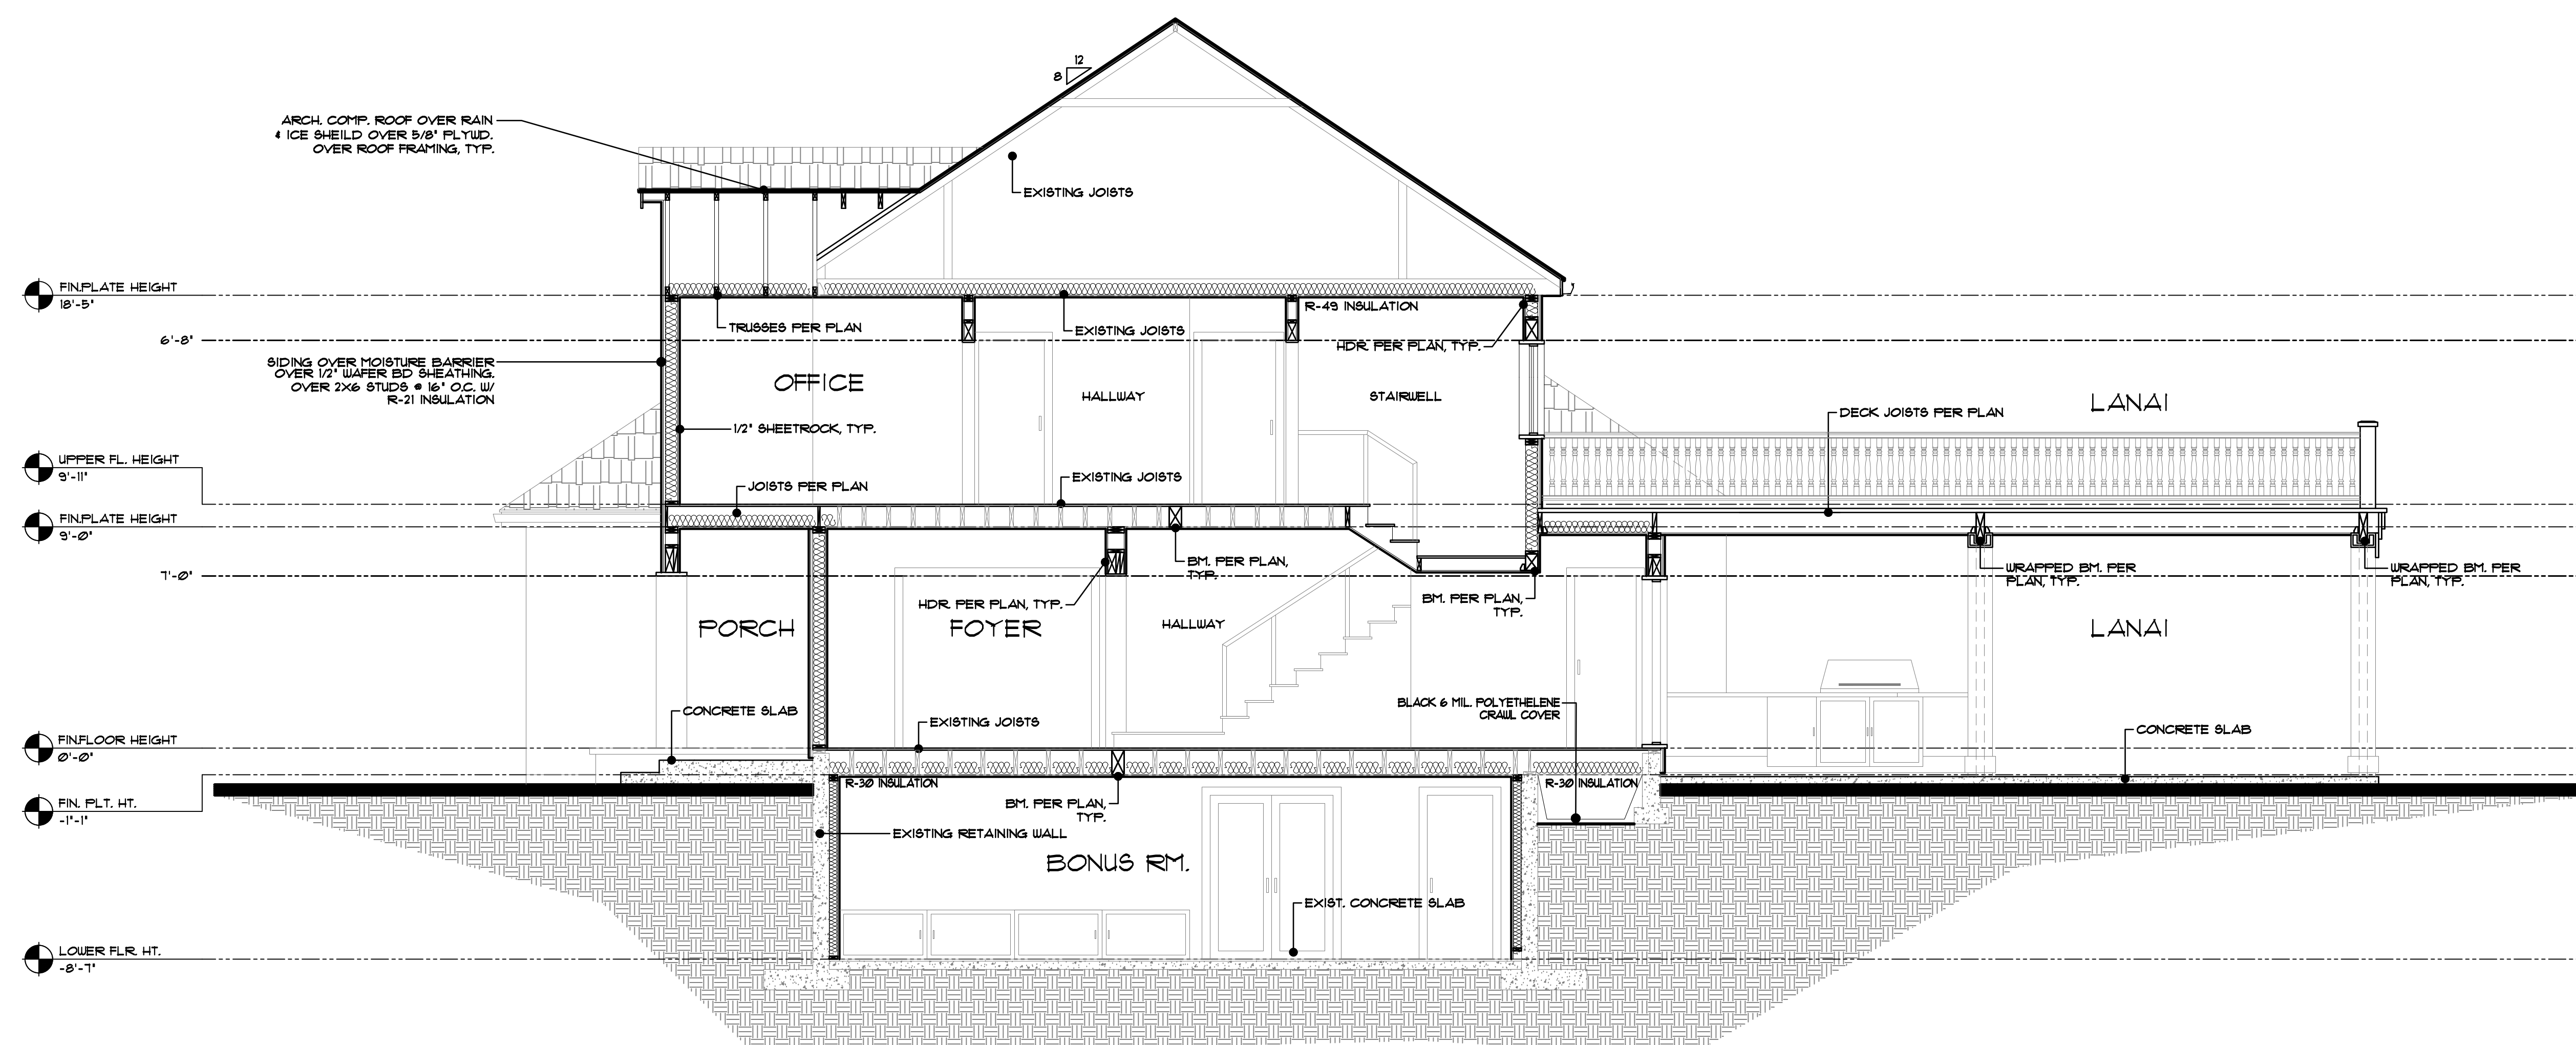 12
8
ARCH. COMP. ROOF OVER RAIN
& ICE SHEILD OVER 5/8" PLYWD.
OVER ROOF FRAMING, TYP.
EXISTING JOISTS
FIN.PLATE HEIGHT
18'-5"
R-49 INSULATION
TRUSSES PER PLAN
EXISTING JOISTS
6'-8"
HDR. PER PLAN, TYP.
SIDING OVER MOISTURE BARRIER
OVER 1/2" WAFER BD SHEATHING.
OVER 2X6 STUDS @ 16" O.C. W/
R-21 INSULATION
OFFICE
HALLWAY
STAIRWELL
LANAI
DECK JOISTS PER PLAN
1/2" SHEETROCK, TYP.
UPPER FL. HEIGHT
9'-11"
EXISTING JOISTS
JOISTS PER PLAN
FIN.PLATE HEIGHT
9'-0"
BM. PER PLAN,
TYP.
WRAPPED BM. PER
PLAN, TYP.
WRAPPED BM. PER
PLAN, TYP.
7'-0"
HDR. PER PLAN, TYP.
BM. PER PLAN,
TYP.
PORCH
FOYER
HALLWAY
LANAI
BLACK 6 MIL. POLYETHELENE
CRAWL COVER
CONCRETE SLAB
EXISTING JOISTS
CONCRETE SLAB
FIN.FLOOR HEIGHT
0'-0"
R-30 INSULATION
R-30 INSULATION
FIN. PLT. HT.
-1'-1"
BM. PER PLAN,
TYP.
EXISTING RETAINING WALL
BONUS RM.
EXIST. CONCRETE SLAB
LOWER FLR. HT.
-8'-7"